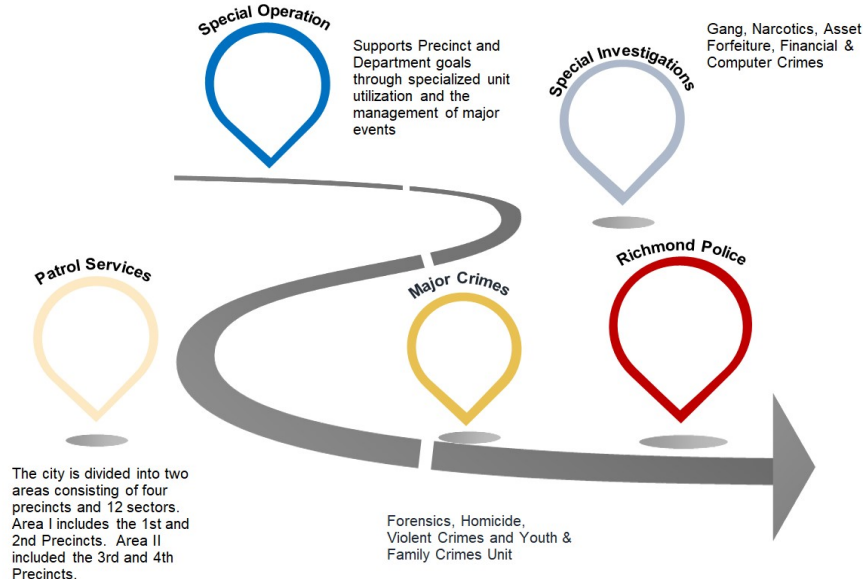 Special Operation
Supports Precinct and
Department goals
through specialized unit
utilization and the
management of major
events
Special Investigations
Gang, Narcotics, Asset
Forfeiture, Financial &
Computer Crimes
Patrol Services
The city is divided into two
areas consisting of four
precincts and 12 sectors.
Area I includes the 1st and
2nd Precincts.  Area II
included the 3rd and 4th
Precincts.
Major Crimes
Forensics, Homicide,
Violent Crimes and Youth &
Family Crimes Unit
Richmond Police